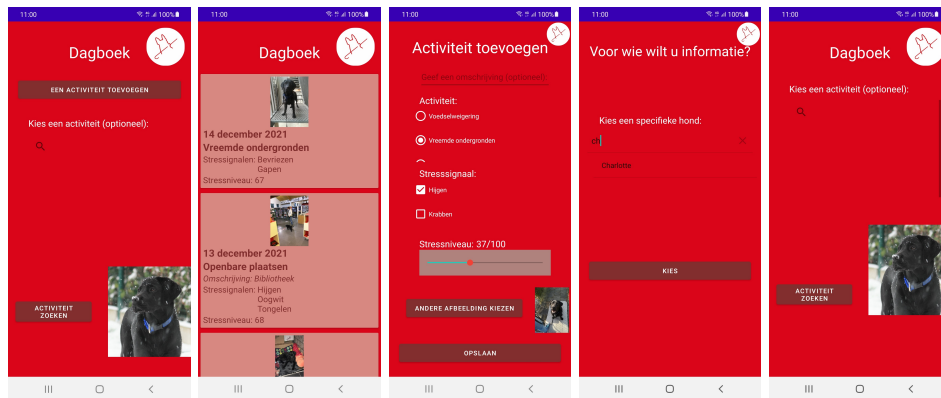 11:00
100%
Dagboek
EEN ACTIVITEIT TOEVOEGEN
Kies een activiteit (optioneel):
ACTIVITEIT
ZOEKEN
11:00
100%
Dagboek
14 december 2021
Vreemde ondergronden
Stressignalen: Bevriezen
Gapen
Stressniveau: 67
13 december 2021
Openbare plaatsen
Omschrijving: Bibliotheek
Stressignalen: Hijgen
Oogwit
Tongelen
Stressniveau: 68
11:00
100%
Activiteit toevoegen
Geef een omschrijving (optioneel):
Activiteit:
Voedselweigering
Vreemde ondergronden
Stresssignaal:
Hijgen
Krabben
Stressniveau: 37/100
ANDERE AFBEELDING KIEZEN
OPSLAAN
11:00
100%
Voor wie wilt u informatie?
Kies een specifieke hond:
ch
Charlotte
KIES
11:00
100%
Dagboek
Kies een activiteit (optioneel):
ACTIVITEIT
ZOEKEN